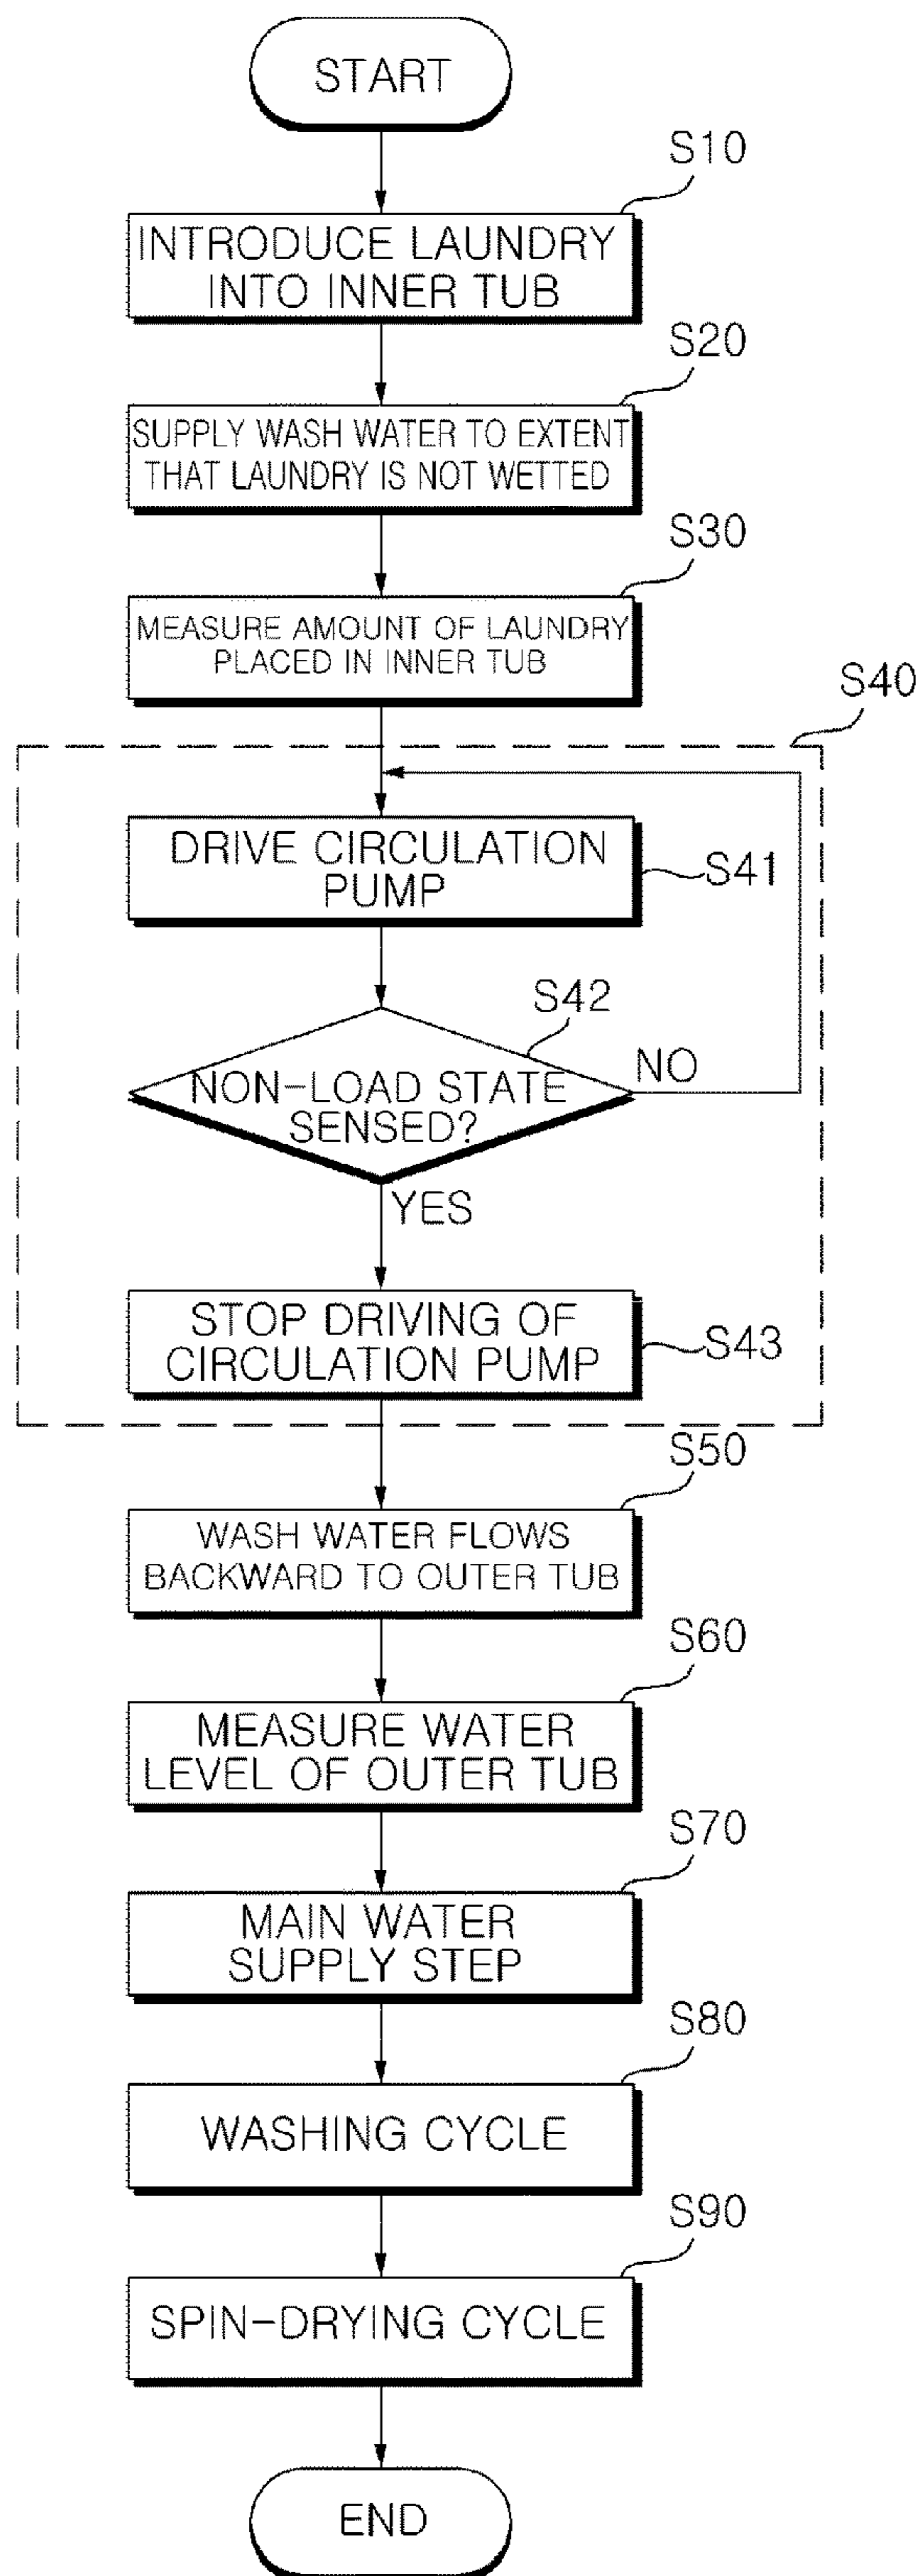 START
S10
INTRODUCE LAUNDRY
INTO INNER TUB
S20
SUPPLY WASH WATER TO EXTENT
THAT LAUNDRY IS NOT WETTED
S30
MEASURE AMOUNT OF LAUNDRY
PLACED IN INNER TUB
S40
DRIVE CIRCULATION
PUMP
S41
S42
NON-LOAD STATE
SENSED?
NO
YES
STOP DRIVING OF
CIRCULATION PUMP
S43
S50
WASH WATER FLOWS
BACKWARD TO OUTER TUB
S60
MEASURE WATER
LEVEL OF OUTER TUB
S70
MAIN WATER
SUPPLY STEP
S80
WASHING CYCLE
S90
SPIN-DRYING CYCLE
END